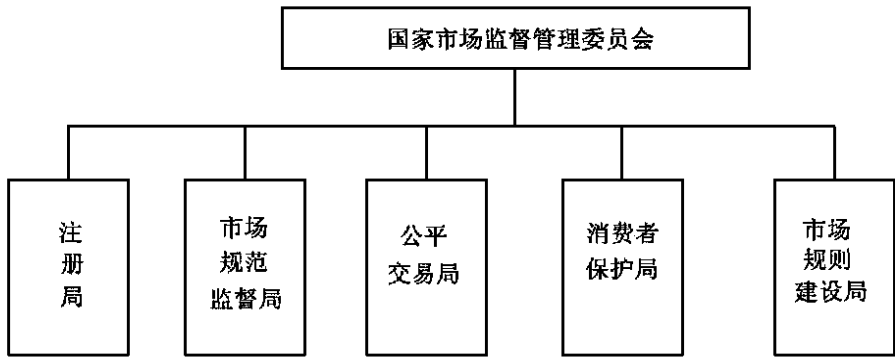 国家市场监督管理委员会
注
册
局
市场
规范
监督局
公平
交易局
消费者
保护局
市场
规则
建设局